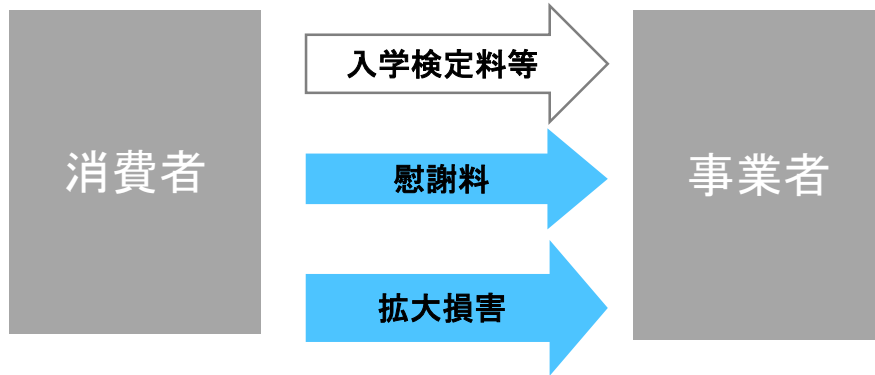 消費者
入学検定料等
慰謝料
拡大損害
事業者